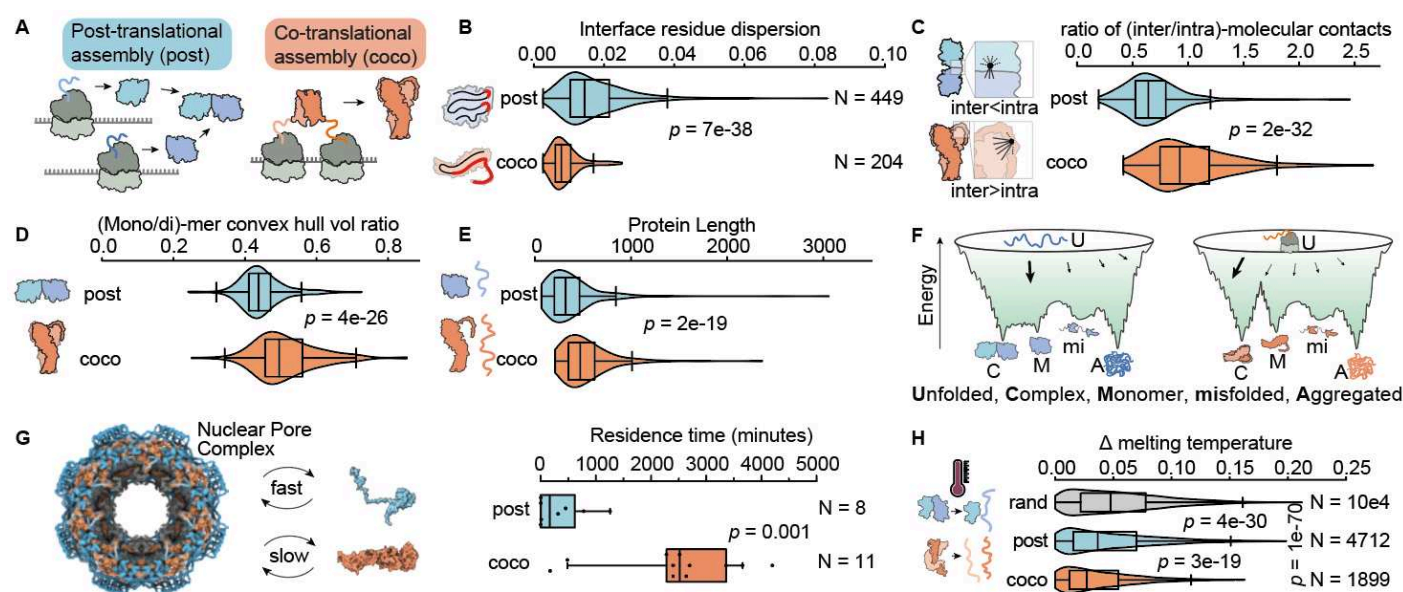 A
Post-translational
assembly (post)
Co-translational
assembly (coco)
B
Interface residue dispersion
0.00 0.02 0.04 0.06 0.10
post
N = 449
p = 7e-38
coco
N = 204
C
ratio of (inter/intra)-molecular contacts
0.0 0.5 1.0 1.5 2.0 2.5
inter<intra
post
p = 2e-32
coco
inter>intra
D
(Mono/di)-mer convex hull vol ratio
0.0 0.2 0.4 0.6 0.8
post
p = 4e-26
coco
E
Protein Length
0 1000 2000 3000
post
p = 2e-19
coco
F
Energy
U
C M mi A
U
C M mi A
Unfolded, Complex, Monomer, misfolded, Aggregated
G
Nuclear Pore
Complex
fast
slow
Residence time (minutes)
0 1000 2000 3000 4000 5000
post
N = 8
p = 0.001
coco
N = 11
H
Δ melting temperature
0.00 0.05 0.10 0.15 0.20 0.25
rand
N = 10e4
p = 4e-30
post
N = 4712
p = 3e-19
coco
N = 1899
p = 1e-70